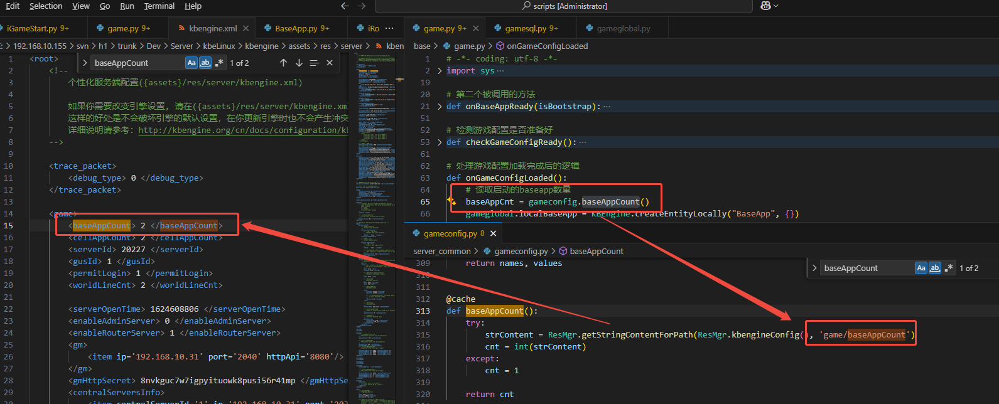 Edit Selection View Go Run Terminal Help
scripts [Administrator]
iGameStart.py 9+
game.py 9+
kbengine.xml
BaseApp.py 9+
iRo ···
192.168.10.155 > svn > h1 > trunk > Dev > Server > kbeLinux > kbengine > assets > res > server > kben
baseAppCount
Aa ab .* 1 of 2
1 <root>
2 <!--
3 个性化服务端配置({assets}/res/server/kbengine.xml)
4
5 如果你需要改变引擎设置, 请在({assets}/res/server/kbengine.xm
6 这样的好处是不会破坏引擎的默认设置, 在你更新引擎时也不会产生冲突
7 详细说明请参考: http://kbengine.org/cn/docs/configuration/kb
8 -->
9
10 <trace_packet>
11 <debug_type> 0 </debug_type>
12 </trace_packet>
13
14 <game>
15 <baseAppCount> 2 </baseAppCount>
16 <cellAppCount> 2 </cellAppCount>
17 <serverId> 20227 </serverId>
18 <gusId> 1 </gusId>
19 <permitLogin> 1 </permitLogin>
20 <worldLineCnt> 2 </worldLineCnt>
21
22 <serverOpenTime> 1624608806 </serverOpenTime>
23 <enableAdminServer> 0 </enableAdminServer>
24 <enableRouterServer> 1 </enableRouterServer>
25 <gm>
26 <item ip='192.168.10.31' port='2040' httpApi='8080'/>
27 </gm>
28 <gmHttpSecret> 8nvkguc7w7igpyituowk8pusi56r41mp </gmHttpSe
29 <centralServersInfo>
30 <item centralServerId='1' ip='192.168.10.31' port='203
game.py 9+
gamesql.py 9+
gameglobal.py
base > game.py > onGameConfigLoaded
1 # -*- coding: utf-8 -*-
2 import sys ···
19
20 # 第二个被调用的方法
21 def onBaseAppReady(isBootstrap): ···
51
52 # 检测游戏配置是否准备好
53 def checkGameConfigReady(): ···
61
62 # 处理游戏配置加载完成后的逻辑
63 def onGameConfigLoaded():
64 # 读取启动的baseapp数量
65 baseAppCnt = gameconfig.baseAppCount()
66 gameglobal.localBaseApp = KBEngine.createEntityLocally("BaseApp", {})
gameconfig.py 8
server_common > gameconfig.py > baseAppCount
baseAppCount
Aa ab .* 1 of 2
309 return names, values
310
311
312 @cache
313 def baseAppCount():
314 try:
315 strContent = ResMgr.getStringContentForPath(ResMgr.kbengineConfig(), 'game/baseAppCount')
316 cnt = int(strContent)
317 except:
318 cnt = 1
319
320 return cnt